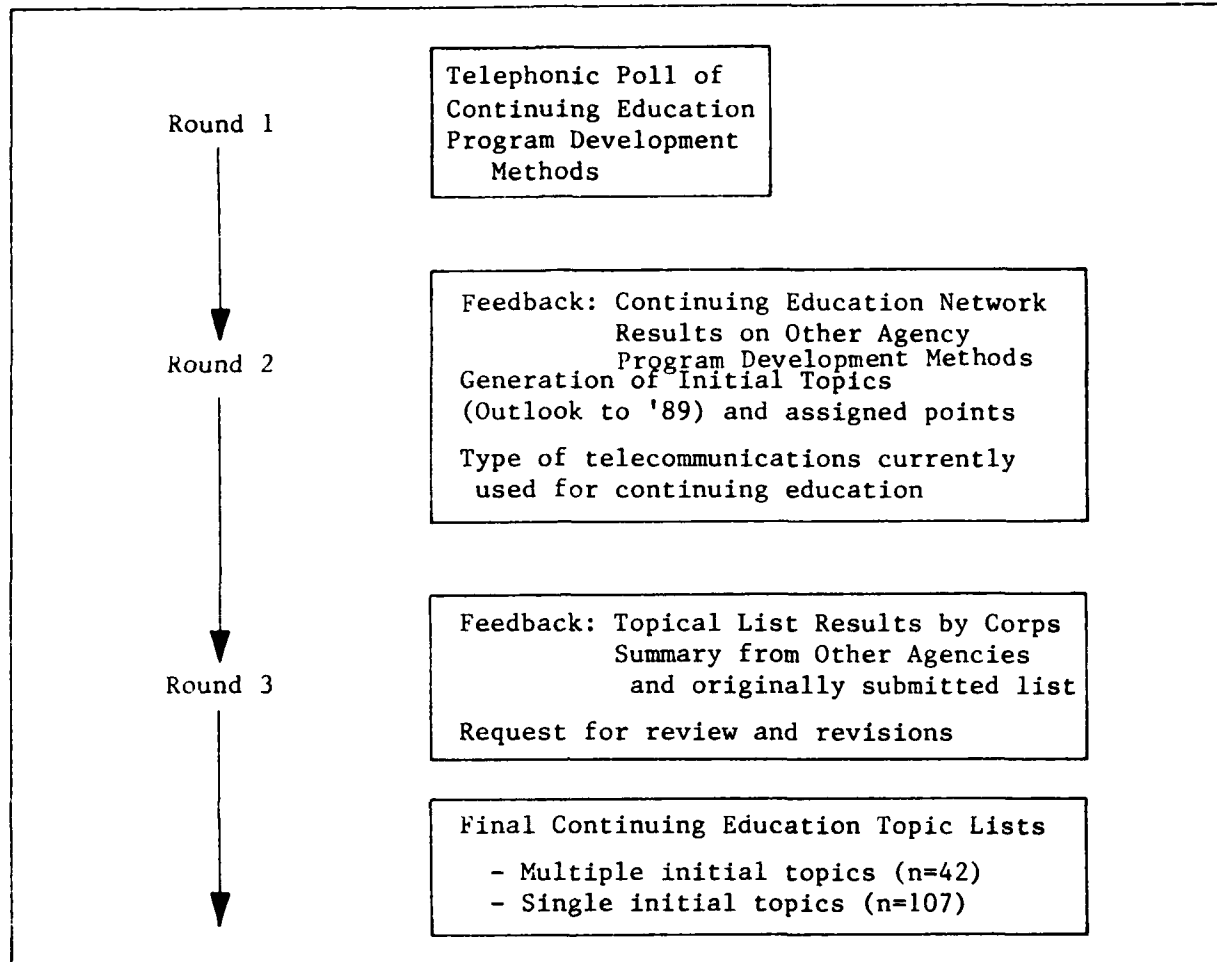 Round 1
Telephonic Poll of
Continuing Education
Program Development
Methods
Round 2
Feedback: Continuing Education Network
Results on Other Agency
Program Development Methods
Generation of Initial Topics
(Outlook to '89) and assigned points
Type of telecommunications currently
used for continuing education
Round 3
Feedback: Topical List Results by Corps
Summary from Other Agencies
and originally submitted list
Request for review and revisions
Final Continuing Education Topic Lists
- Multiple initial topics (n=42)
- Single initial topics (n=107)